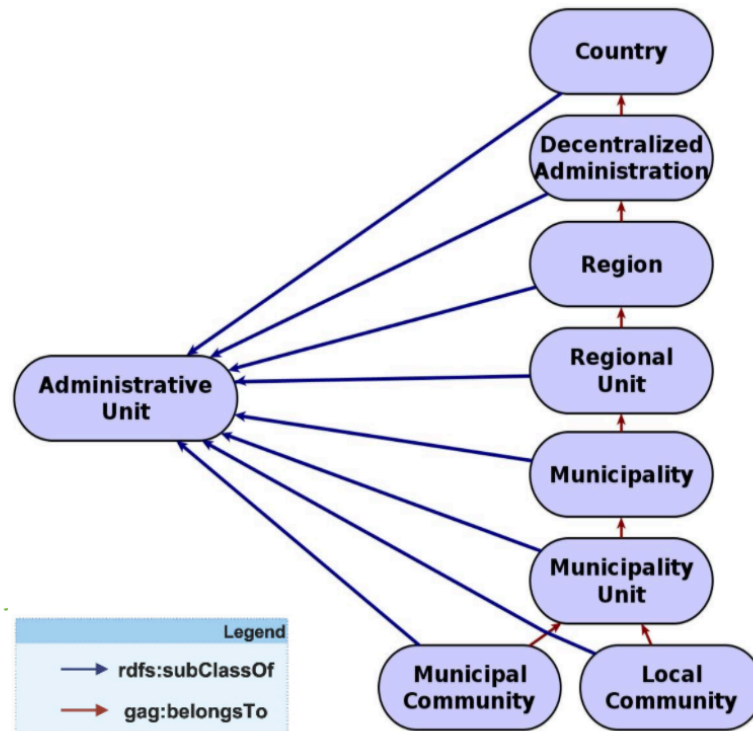 Country
Decentralized
Administration
Region
Administrative
Unit
Regional
Unit
Municipality
Municipality
Unit
Municipal
Community
Local
Community
Legend
rdfs:subClassOf
gag:belongsTo